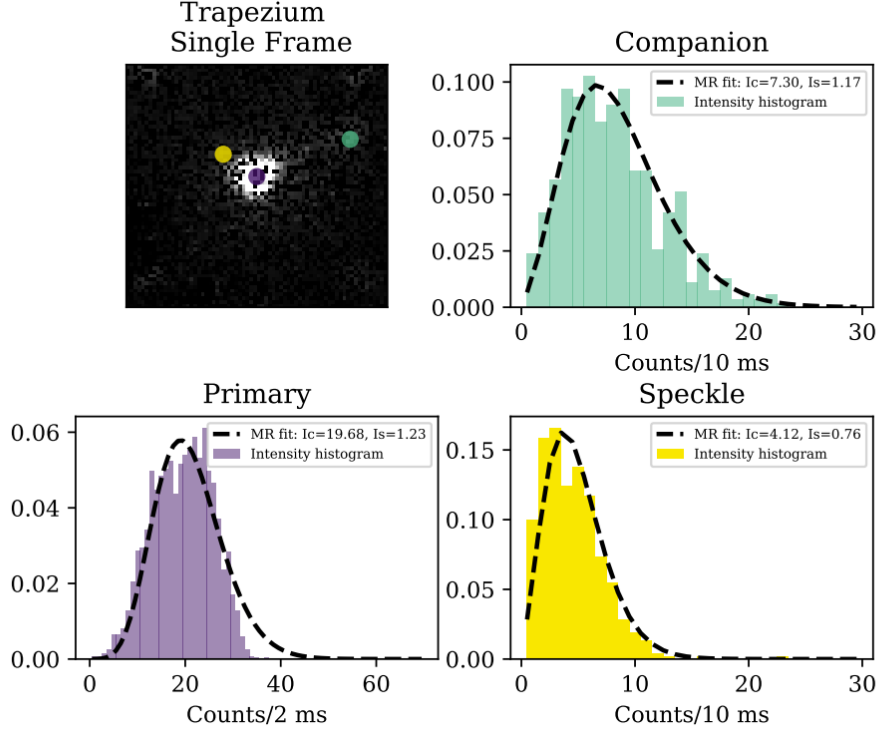 Trapezium
Single Frame
Companion
0.100
0.075
0.050
0.025
0.000
MR fit: Ic=7.30, Is=1.17
Intensity histogram
0 10 20 30
Counts/10 ms
Primary
0.06
0.04
0.02
0.00
MR fit: Ic=19.68, Is=1.23
Intensity histogram
0 20 40 60
Counts/2 ms
Speckle
0.15
0.10
0.05
0.00
MR fit: Ic=4.12, Is=0.76
Intensity histogram
0 10 20 30
Counts/10 ms